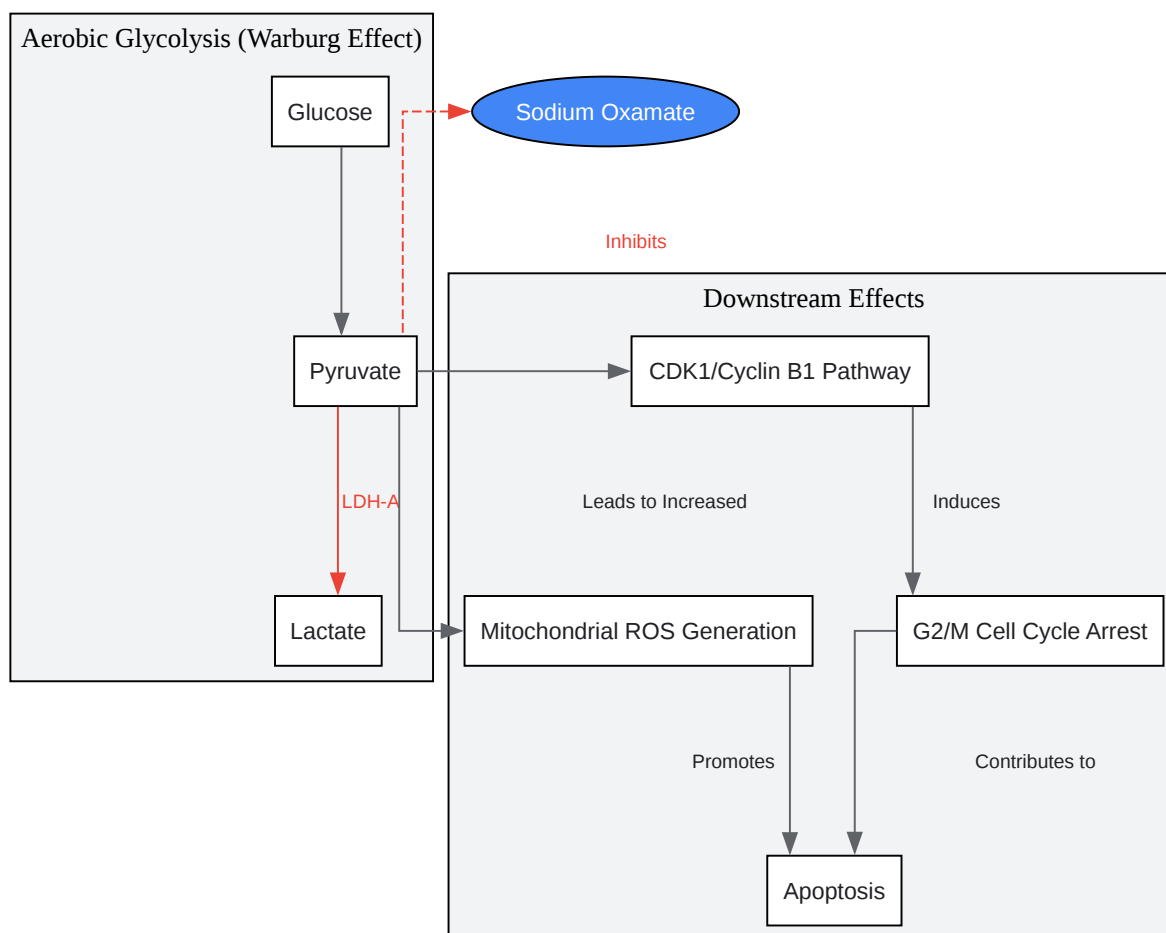 Aerobic Glycolysis (Warburg Effect)
Glucose
Sodium Oxamate
Inhibits
Downstream Effects
Pyruvate
CDK1/Cyclin B1 Pathway
LDH-A
Leads to Increased
Induces
Lactate
Mitochondrial ROS Generation
G2/M Cell Cycle Arrest
Promotes
Contributes to
Apoptosis